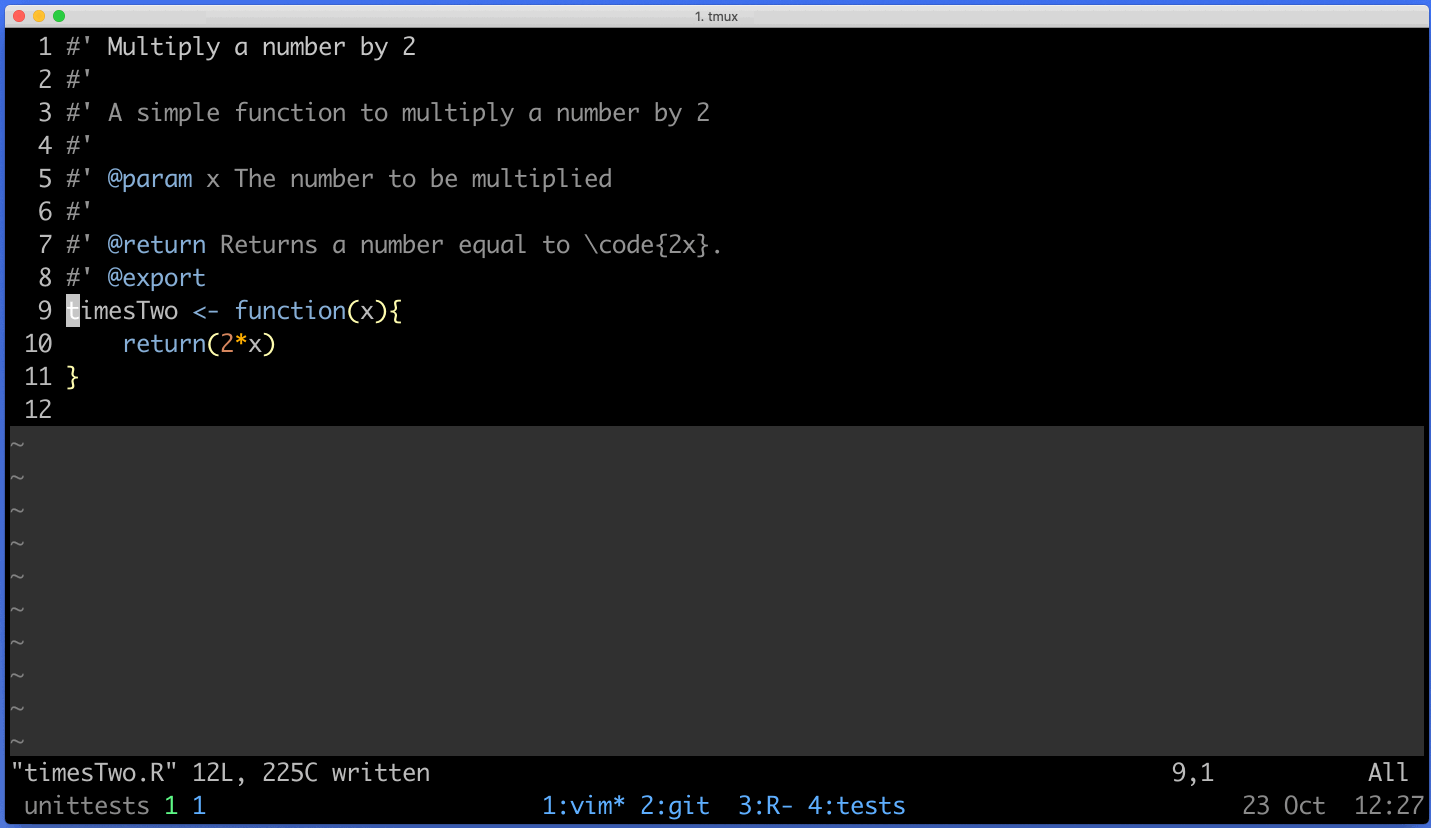 1. tmux
1 #' Multiply a number by 2
2 #'
3 #' A simple function to multiply a number by 2
4 #'
5 #' @param x The number to be multiplied
6 #'
7 #' @return Returns a number equal to \code{2x}.
8 #' @export
9 timesTwo <- function(x){
10     return(2*x)
11 }
12
~
~
~
~
~
~
~
~
~
~
"timesTwo.R" 12L, 225C written 9,1 All
unittests 1 1 1:vim* 2:git  3:R- 4:tests 23 Oct  12:27